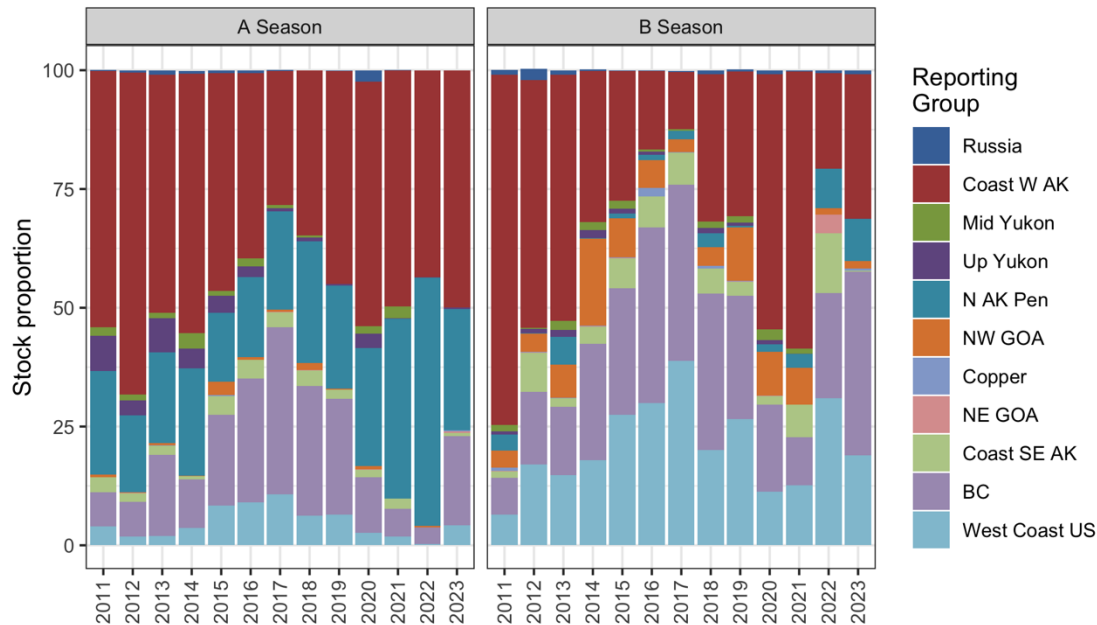 A Season
B Season
Stock proportion
100
75
50
25
0
2011
2012
2013
2014
2015
2016
2017
2018
2019
2020
2021
2022
2023
2011
2012
2013
2014
2015
2016
2017
2018
2019
2020
2021
2022
2023
Reporting
Group
Russia
Coast W AK
Mid Yukon
Up Yukon
N AK Pen
NW GOA
Copper
NE GOA
Coast SE AK
BC
West Coast US